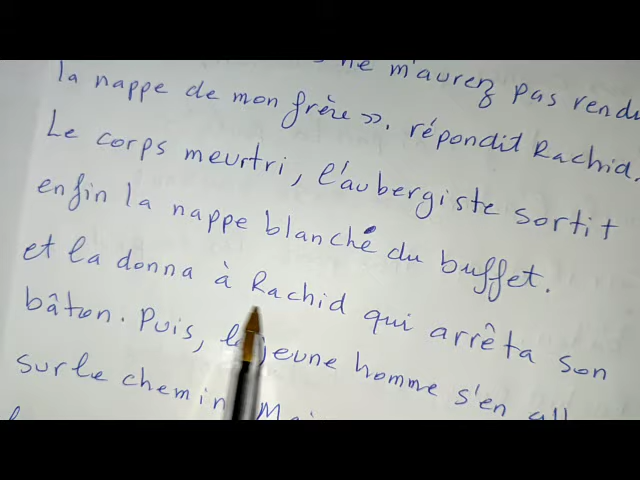 ne m'aurez pas rendu
la nappe de mon frère ». répondit Rachid.
Le corps meurtri, l'aubergiste sortit
enfin la nappe blanche du buffet.
et la donna à Rachid qui arrêta son
bâton. Puis, le jeune homme s'en all
sur le chemin